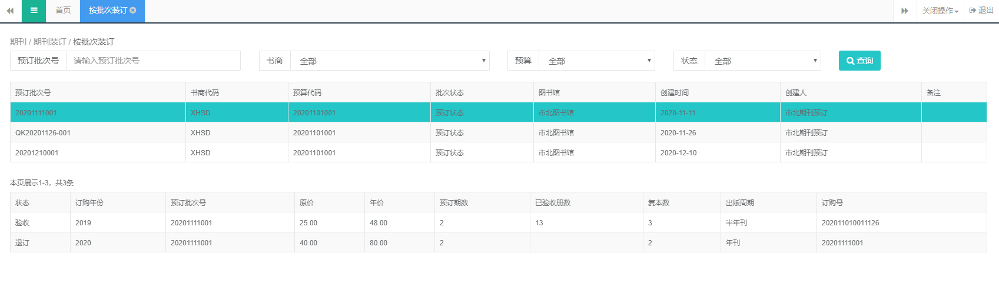 首页 按批次装订 关闭操作 退出
期刊 / 期刊装订 / 按批次装订
预订批次号 请输入预订批次号 书商 全部 预算 全部 状态 全部 查询
预订批次号 书商代码 预算代码 批次状态 图书馆 创建时间 创建人 备注
20201111001 XHSD 20201101001 预订状态 市北图书馆 2020-11-11 市北期刊预订
QK20201126-001 XHSD 20201101001 预订状态 市北图书馆 2020-11-26 市北期刊预订
20201210001 XHSD 20201101001 预订状态 市北图书馆 2020-12-10 市北期刊预订
本页展示1-3，共3条
状态 订购年份 预订批次号 原价 年价 预订期数 已验收册数 复本数 出版周期 订购号
验收 2019 20201111001 25.00 48.00 2 13 3 半年刊 202011010011126
退订 2020 20201111001 40.00 80.00 2 2 年刊 20201111001